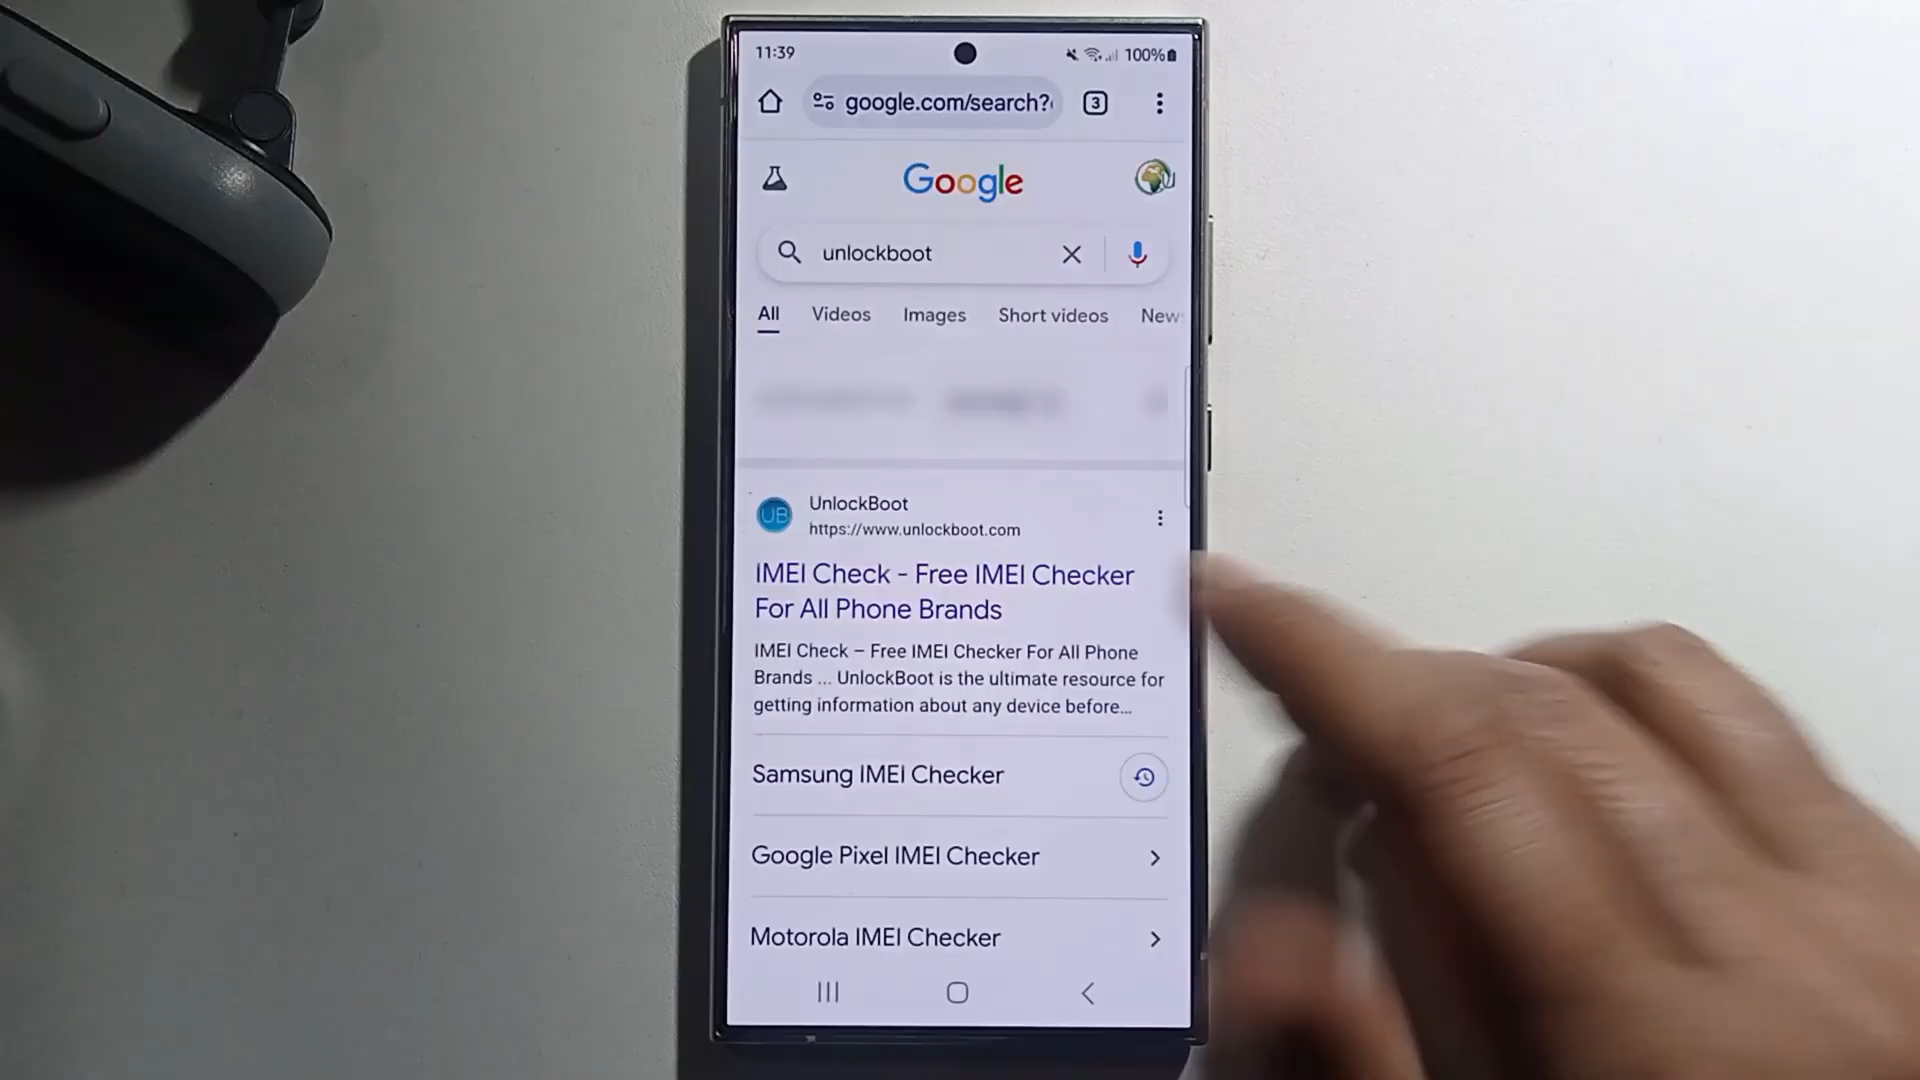 11:39
100%
google.com/search?
3
Google
unlockboot
All Videos Images Short videos New
UB
UnlockBoot
https://www.unlockboot.com
IMEI Check - Free IMEI Checker
For All Phone Brands
IMEI Check – Free IMEI Checker For All Phone
Brands ... UnlockBoot is the ultimate resource for
getting information about any device before...
Samsung IMEI Checker
Google Pixel IMEI Checker
Motorola IMEI Checker